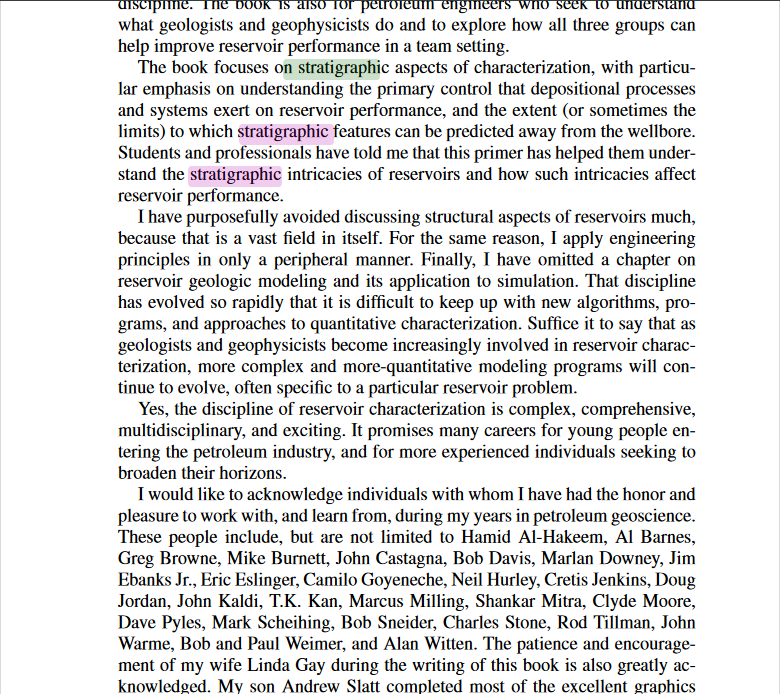 discipline. The book is also for petroleum engineers who seek to understand
what geologists and geophysicists do and to explore how all three groups can
help improve reservoir performance in a team setting.
The book focuses on stratigraphic aspects of characterization, with particu-
lar emphasis on understanding the primary control that depositional processes
and systems exert on reservoir performance, and the extent (or sometimes the
limits) to which stratigraphic features can be predicted away from the wellbore.
Students and professionals have told me that this primer has helped them under-
stand the stratigraphic intricacies of reservoirs and how such intricacies affect
reservoir performance.
I have purposefully avoided discussing structural aspects of reservoirs much,
because that is a vast field in itself. For the same reason, I apply engineering
principles in only a peripheral manner. Finally, I have omitted a chapter on
reservoir geologic modeling and its application to simulation. That discipline
has evolved so rapidly that it is difficult to keep up with new algorithms, pro-
grams, and approaches to quantitative characterization. Suffice it to say that as
geologists and geophysicists become increasingly involved in reservoir charac-
terization, more complex and more-quantitative modeling programs will con-
tinue to evolve, often specific to a particular reservoir problem.
Yes, the discipline of reservoir characterization is complex, comprehensive,
multidisciplinary, and exciting. It promises many careers for young people en-
tering the petroleum industry, and for more experienced individuals seeking to
broaden their horizons.
I would like to acknowledge individuals with whom I have had the honor and
pleasure to work with, and learn from, during my years in petroleum geoscience.
These people include, but are not limited to Hamid Al-Hakeem, Al Barnes,
Greg Browne, Mike Burnett, John Castagna, Bob Davis, Marlan Downey, Jim
Ebanks Jr., Eric Eslinger, Camilo Goyeneche, Neil Hurley, Cretis Jenkins, Doug
Jordan, John Kaldi, T.K. Kan, Marcus Milling, Shankar Mitra, Clyde Moore,
Dave Pyles, Mark Scheihing, Bob Sneider, Charles Stone, Rod Tillman, John
Warme, Bob and Paul Weimer, and Alan Witten. The patience and encourage-
ment of my wife Linda Gay during the writing of this book is also greatly ac-
knowledged. My son Andrew Slatt completed most of the excellent graphics